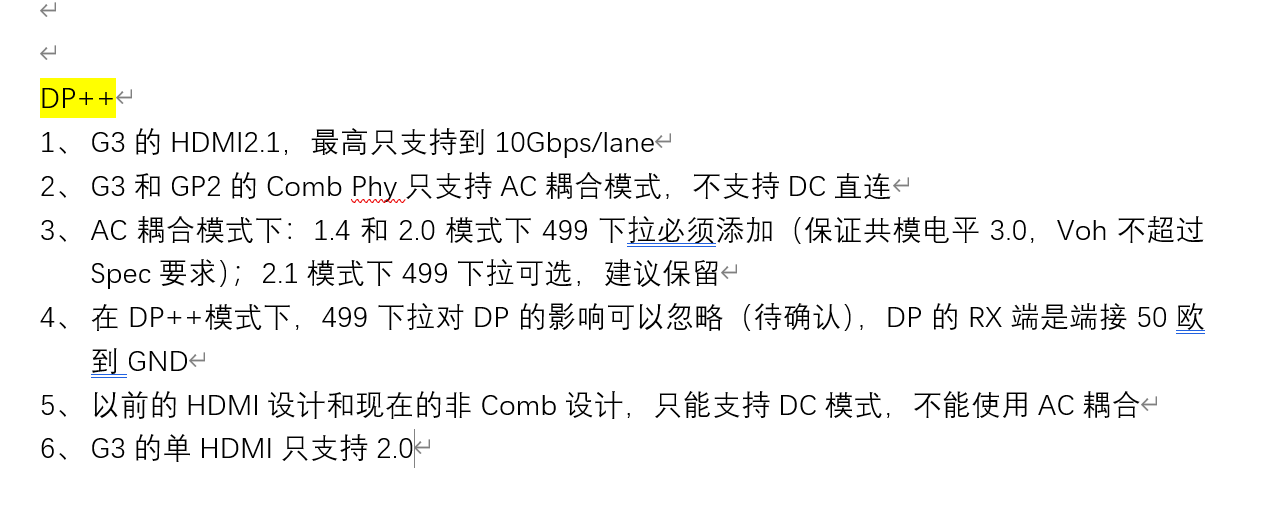 DP++
1、 G3 的 HDMI2.1，最高只支持到 10Gbps/lane
2、 G3 和 GP2 的 Comb Phy 只支持 AC 耦合模式，不支持 DC 直连
3、 AC 耦合模式下：1.4 和 2.0 模式下 499 下拉必须添加（保证共模电平 3.0，Voh 不超过
Spec 要求）；2.1 模式下 499 下拉可选，建议保留
4、 在 DP++模式下，499 下拉对 DP 的影响可以忽略（待确认），DP 的 RX 端是端接 50 欧
到 GND
5、 以前的 HDMI 设计和现在的非 Comb 设计，只能支持 DC 模式，不能使用 AC 耦合
6、 G3 的单 HDMI 只支持 2.0